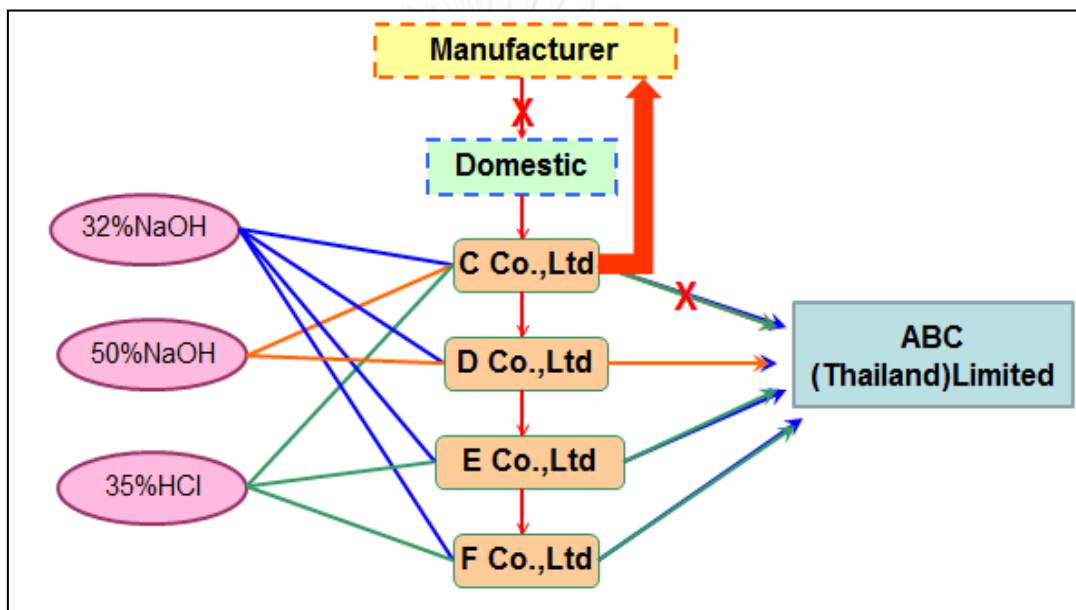 Manufacturer
X
Domestic
32%NaOH
C Co.,Ltd
X
50%NaOH
D Co.,Ltd
ABC
(Thailand)Limited
E Co.,Ltd
35%HCl
F Co.,Ltd